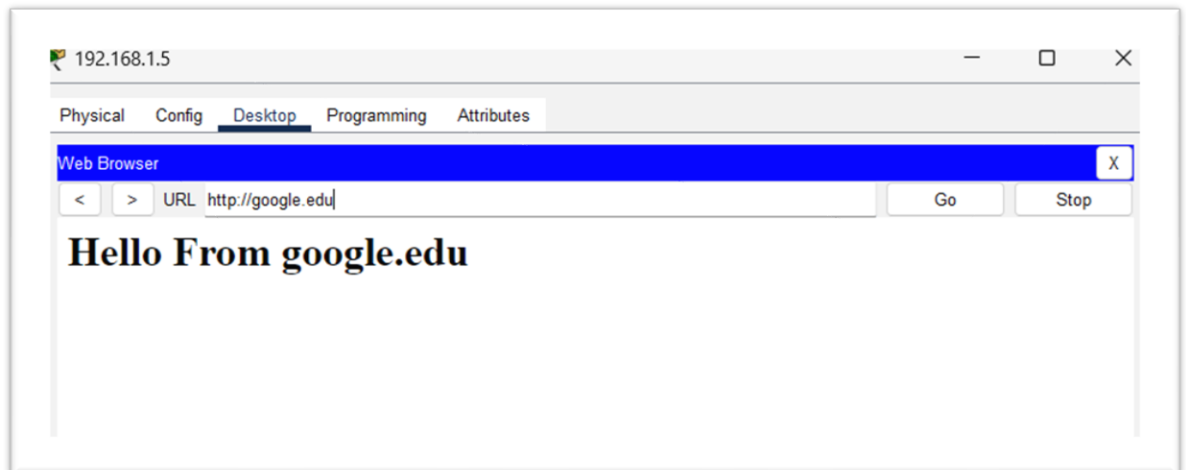 192.168.1.5
Physical Config Desktop Programming Attributes
Web Browser X
< > URL http://google.edu Go Stop
Hello From google.edu